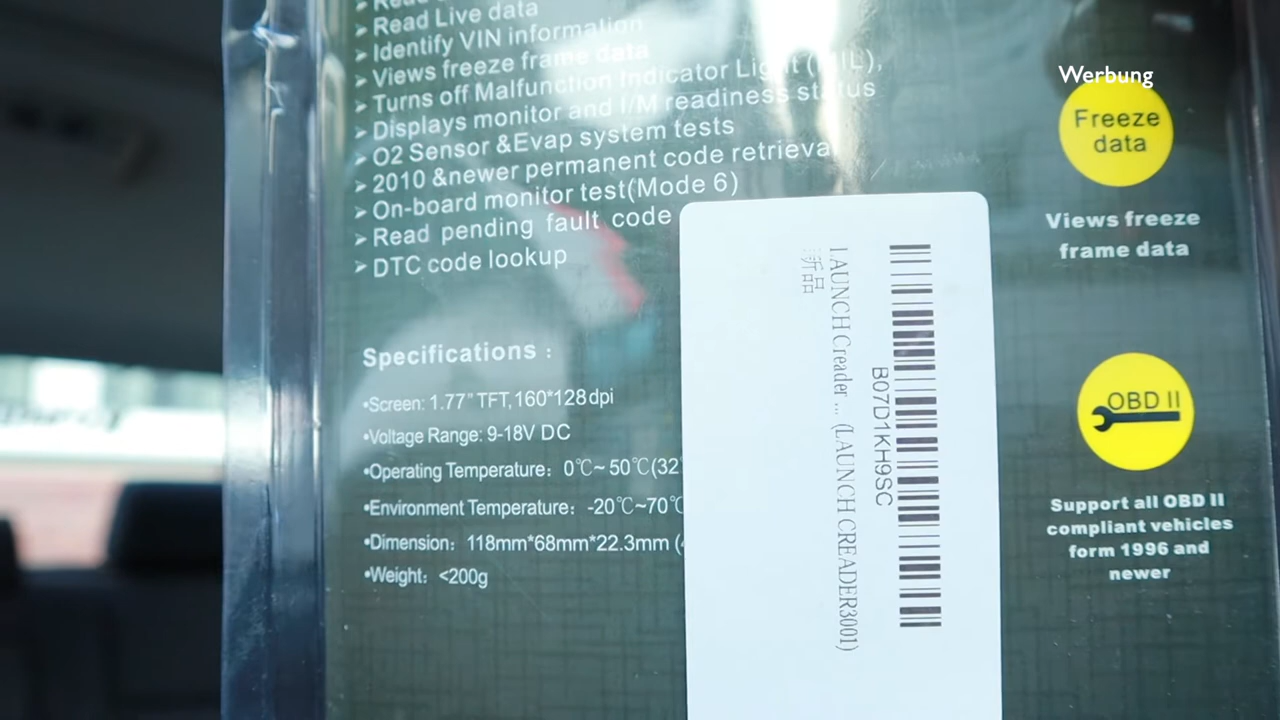 Read Live data
Identify VIN information
Views freeze frame data
Turns off Malfunction Indicator Light (MIL),
Displays monitor and I/M readiness status
O2 Sensor &Evap system tests
2010 &newer permanent code retrieva
On-board monitor test(Mode 6)
Read pending fault code
DTC code lookup
Specifications :
•Screen: 1.77" TFT,160*128dpi
•Voltage Range: 9-18V DC
•Operating Temperature: 0℃~ 50℃(32
•Environment Temperature: -20℃~70℃
•Dimension: 118mm*68mm*22.3mm (
•Weight: <200g
B07D1KH9SC
LAUNCH Creader ... (LAUNCH CREADER3001)
新品
Werbung
Freeze
data
Views freeze
frame data
OBD II
Support all OBD II
compliant vehicles
form 1996 and
newer